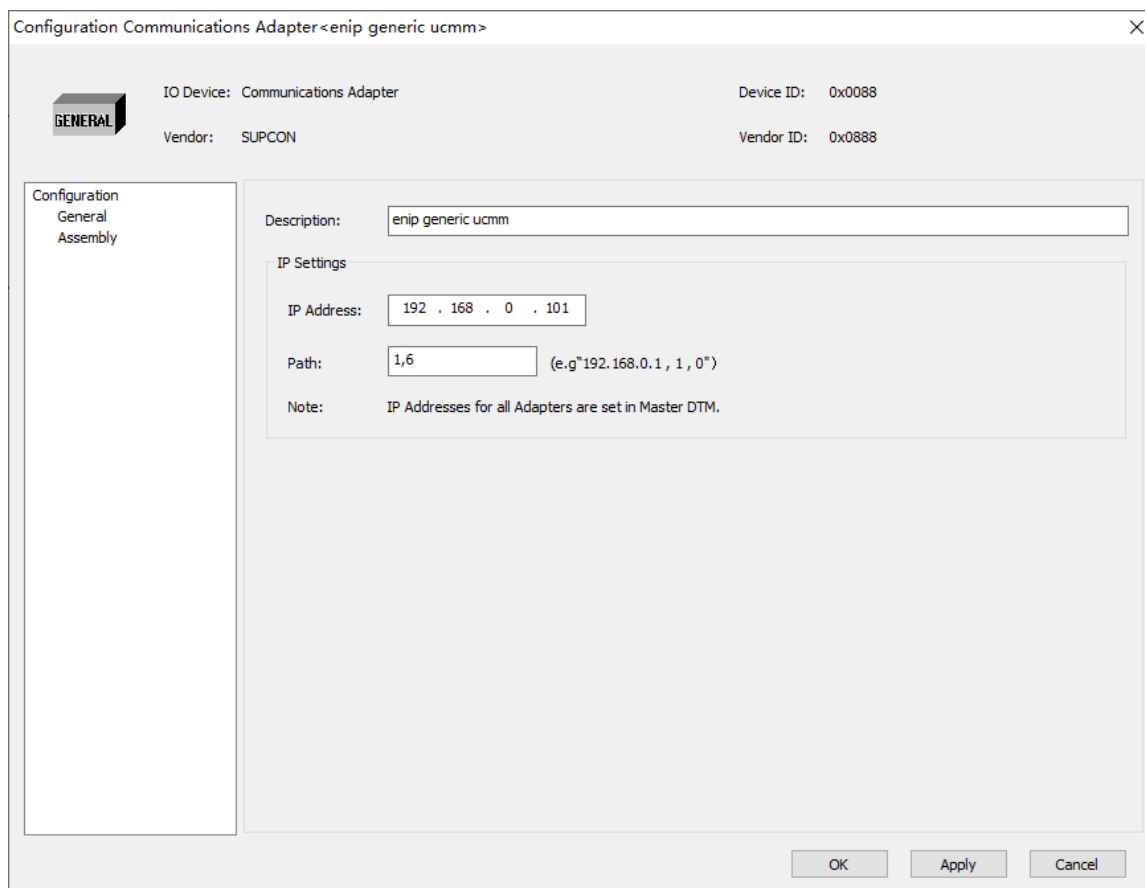 Configuration Communications Adapter<enip generic ucmm>
GENERAL
IO Device: Communications Adapter
Device ID: 0x0088
Vendor: SUPCON
Vendor ID: 0x0888
Configuration
General
Assembly
Description: enip generic ucmm
IP Settings
IP Address: 192 . 168 . 0 . 101
Path: 1,6 (e.g"192.168.0.1 , 1 , 0")
Note: IP Addresses for all Adapters are set in Master DTM.
OK Apply Cancel